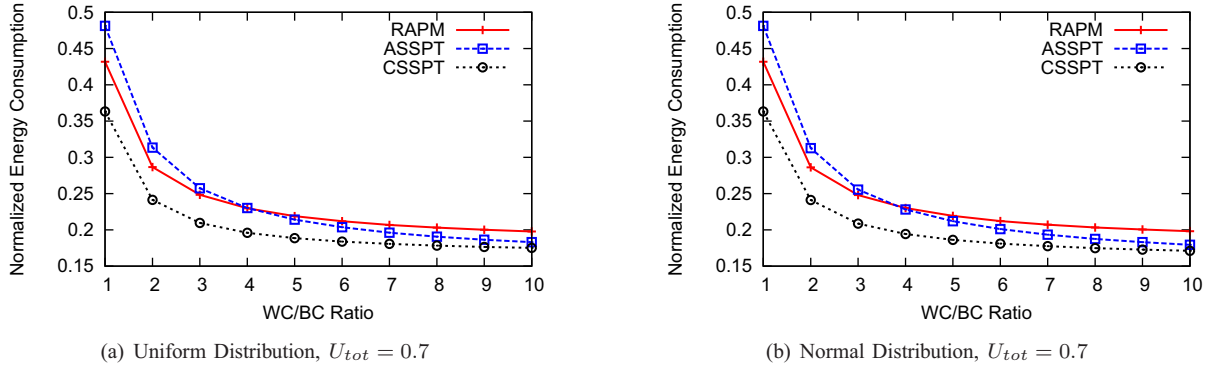 Normalized Energy Consumption
0.5
0.45
0.4
0.35
0.3
0.25
0.2
0.15
RAPM
ASSPT
CSSPT
1 2 3 4 5 6 7 8 9 10
WC/BC Ratio
(a) Uniform Distribution, U_{tot} = 0.7
Normalized Energy Consumption
0.5
0.45
0.4
0.35
0.3
0.25
0.2
0.15
RAPM
ASSPT
CSSPT
1 2 3 4 5 6 7 8 9 10
WC/BC Ratio
(b) Normal Distribution, U_{tot} = 0.7